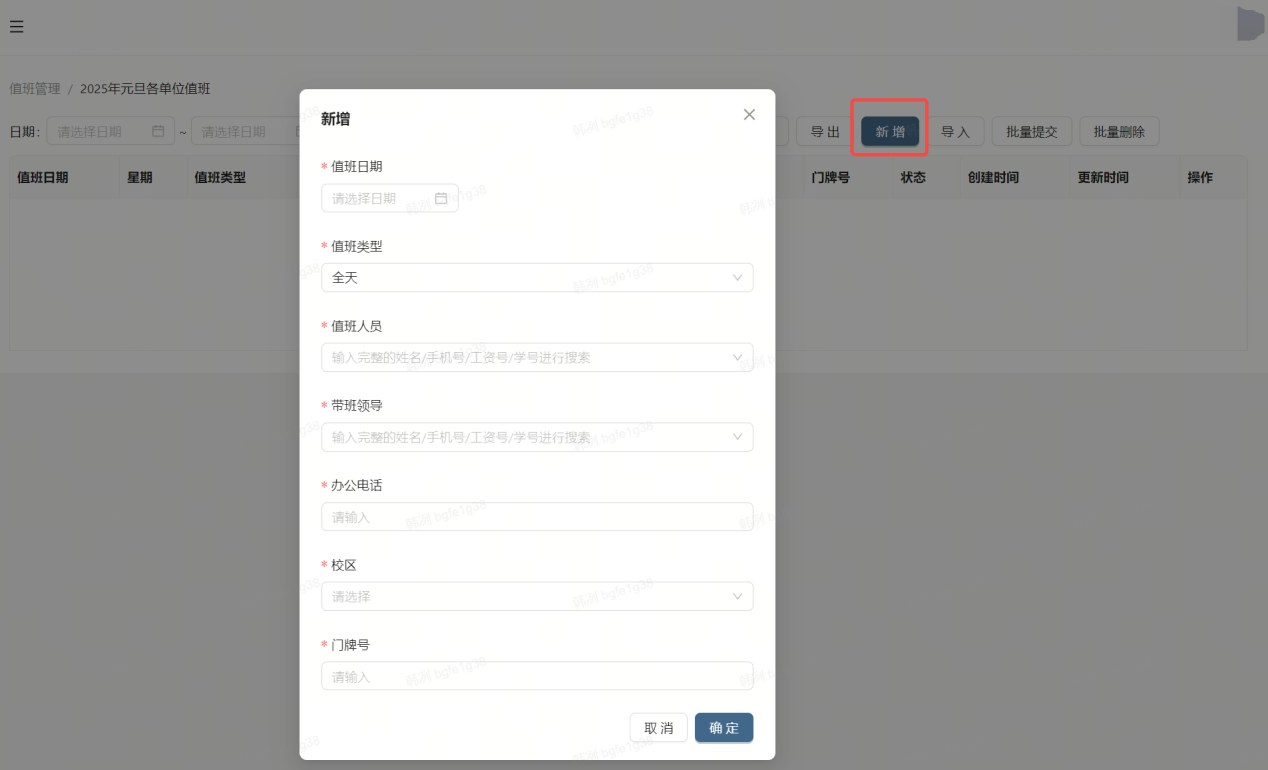 值班管理 / 2025年元旦各单位值班
日期: 请选择日期 ~ 请选择日期 导出 新增 导入 批量提交 批量删除
值班日期 星期 值班类型 门牌号 状态 创建时间 更新时间 操作
新增
* 值班日期
请选择日期
* 值班类型
全天
* 值班人员
输入完整的姓名/手机号/工资号/学号进行搜索
* 带班领导
输入完整的姓名/手机号/工资号/学号进行搜索
* 办公电话
请输入
* 校区
请选择
* 门牌号
请输入
取消 确定